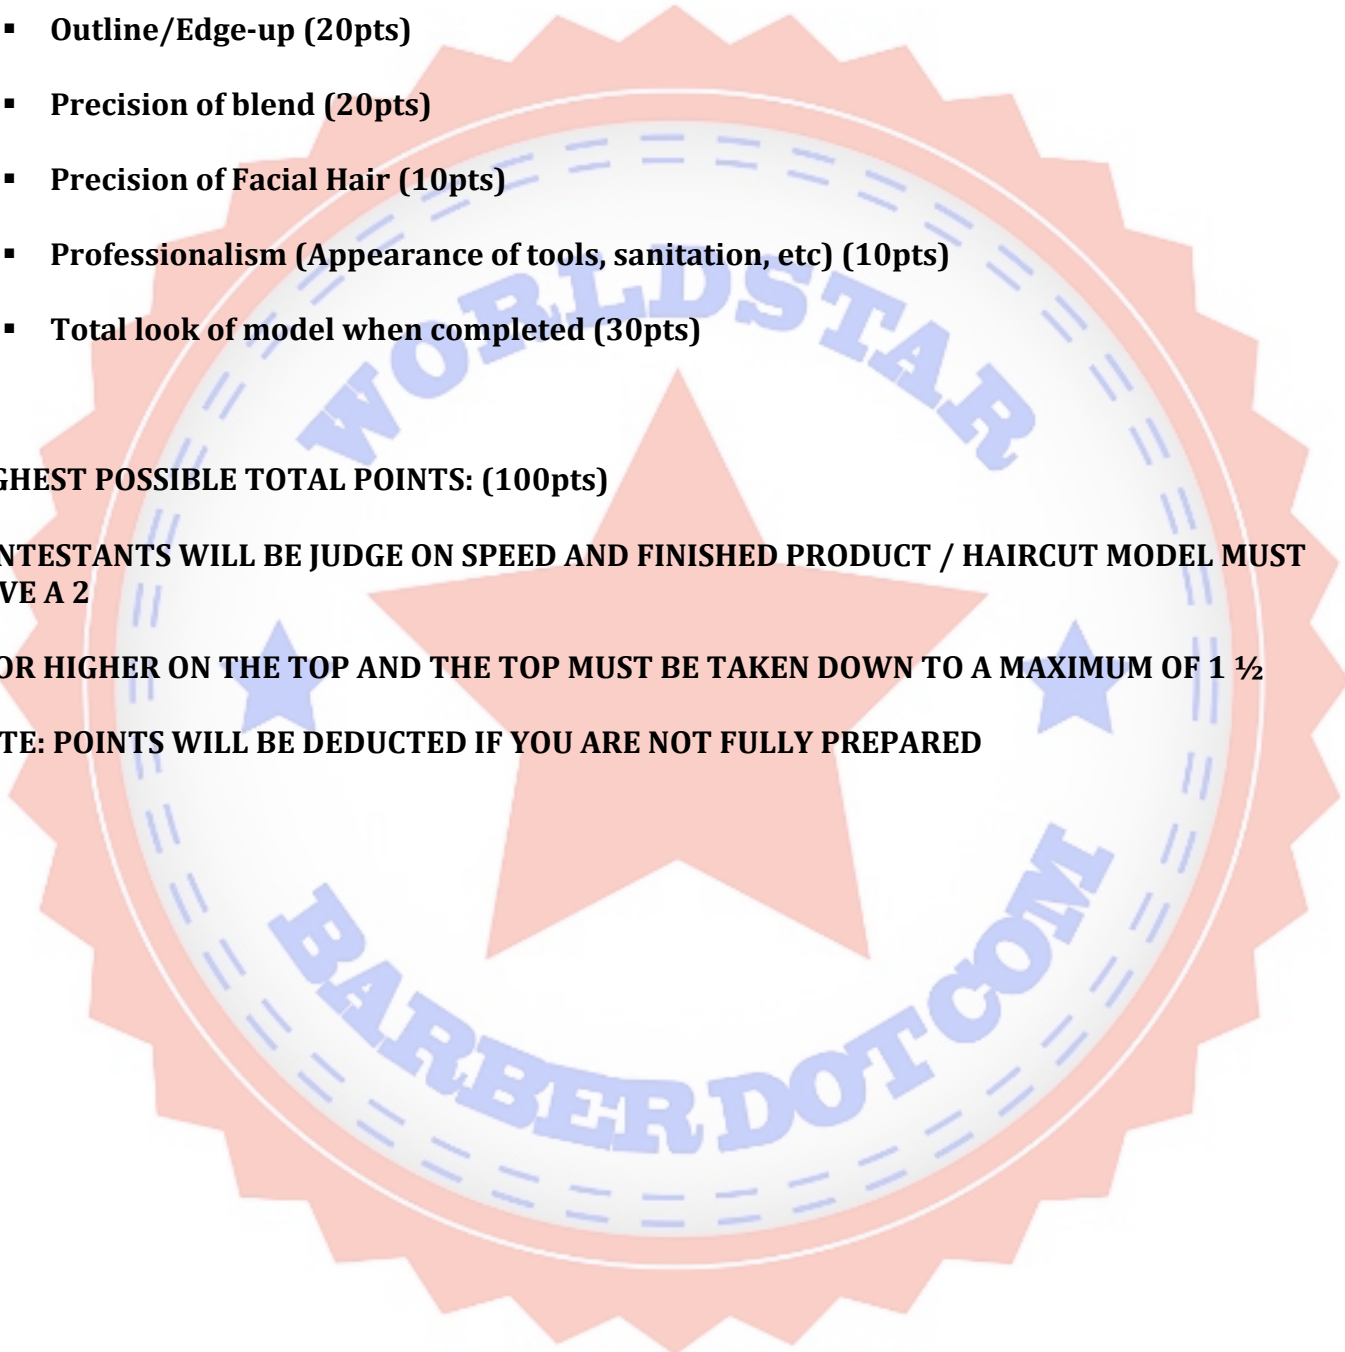 ▪ Outline/Edge-up (20pts)
▪ Precision of blend (20pts)
▪ Precision of Facial Hair (10pts)
▪ Professionalism (Appearance of tools, sanitation, etc) (10pts)
▪ Total look of model when completed (30pts)
WORLDSTAR
GHEST POSSIBLE TOTAL POINTS: (100pts)
NTESTANTS WILL BE JUDGE ON SPEED AND FINISHED PRODUCT / HAIRCUT MODEL MUST
VE A 2
OR HIGHER ON THE TOP AND THE TOP MUST BE TAKEN DOWN TO A MAXIMUM OF 1 ½
TE: POINTS WILL BE DEDUCTED IF YOU ARE NOT FULLY PREPARED
BARBER DOT COM